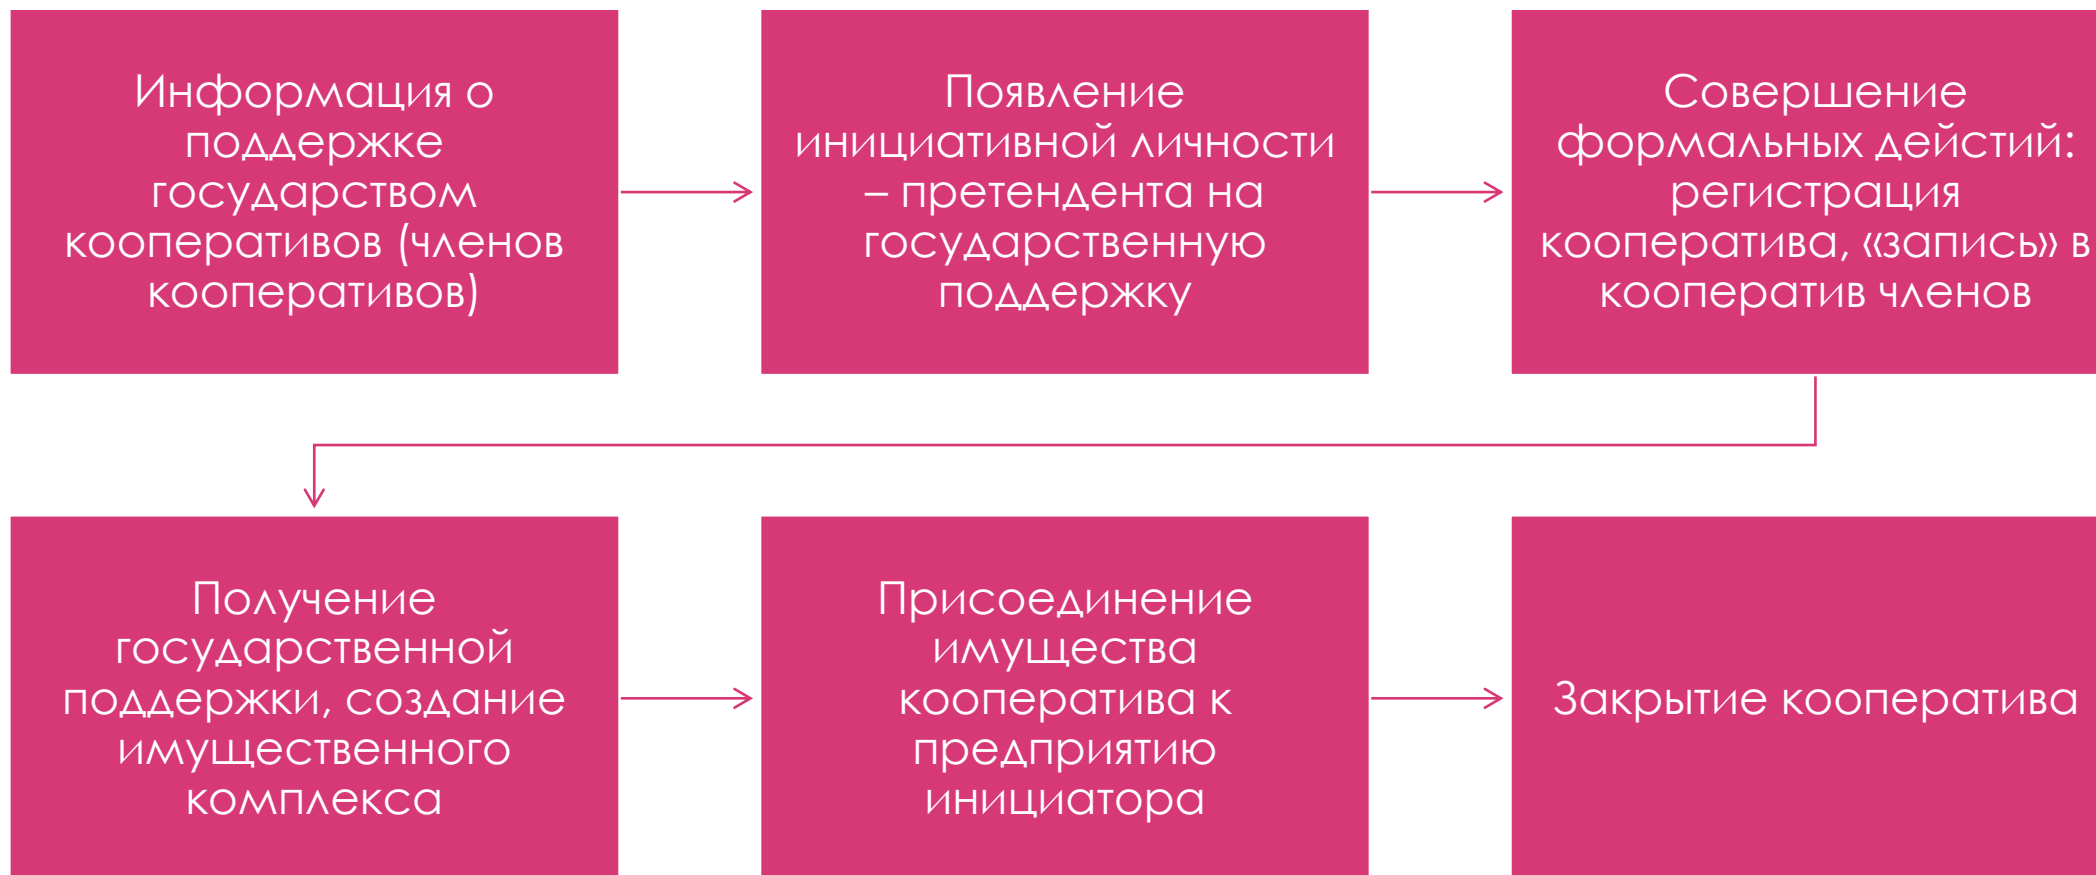 Информация о
поддержке
государством
кооперативов (членов
кооперативов)
Появление
инициативной личности
– претендента на
государственную
поддержку
Совершение
формальных дейстий:
регистрация
кооператива, «запись» в
кооператив членов
Получение
государственной
поддержки, создание
имущественного
комплекса
Присоединение
имущества
кооператива к
предприятию
инициатора
Закрытие кооператива